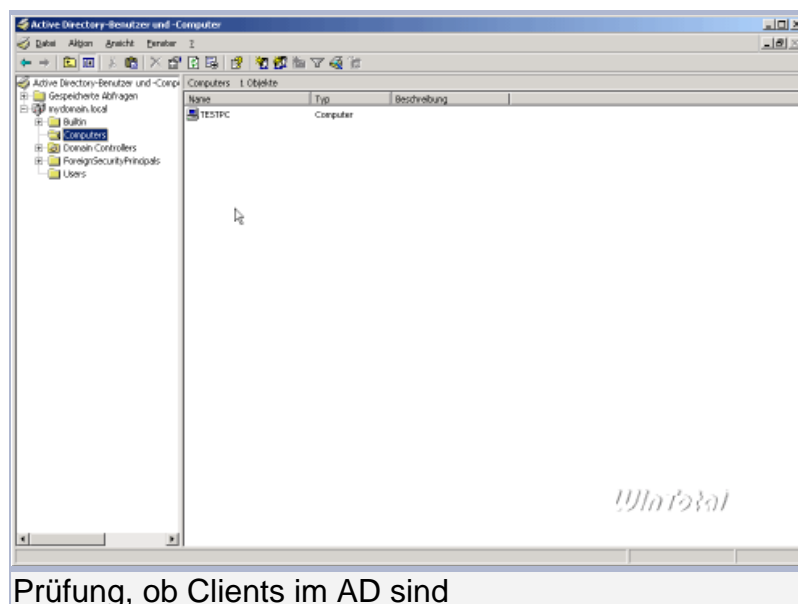 Active Directory-Benutzer und -Computer
Datei Aktion Ansicht Fenster ?
Active Directory-Benutzer und -Comp
Gespeicherte Abfragen
mydomain.local
Builtin
Computers
Domain Controllers
ForeignSecurityPrincipals
Users
Computers 1 Objekte
Name Typ Beschreibung
TESTPC Computer
WinTotal
Prüfung, ob Clients im AD sind